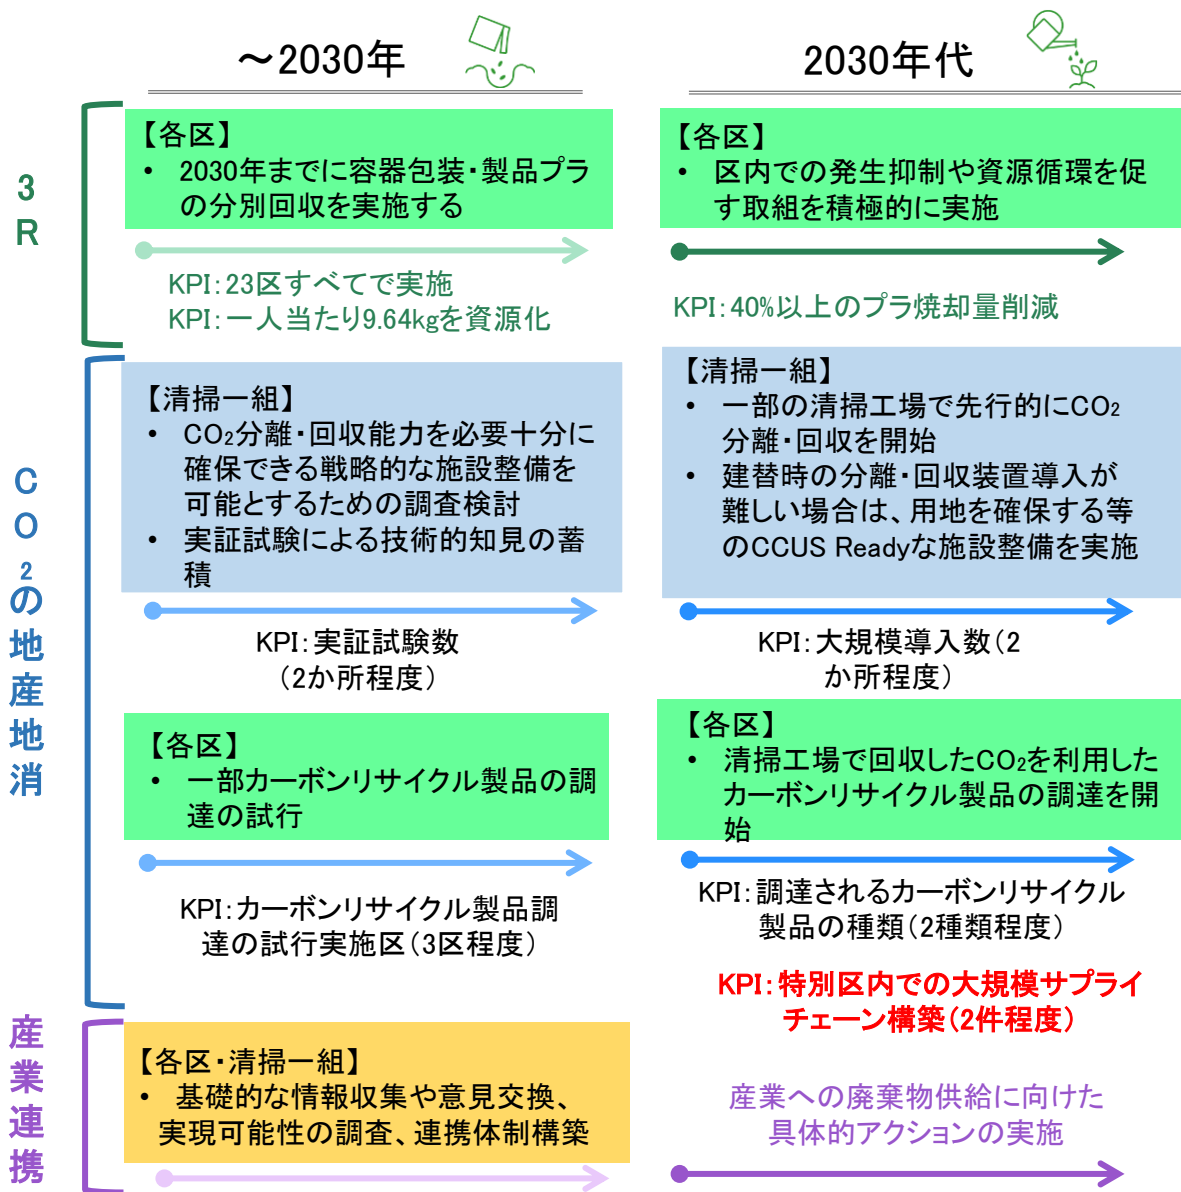 ～2030年
2030年代
3R
【各区】
• 2030年までに容器包装・製品プラ
の分別回収を実施する
KPI：23区すべてで実施
KPI：一人当たり9.64kgを資源化
【各区】
• 区内での発生抑制や資源循環を促
す取組を積極的に実施
KPI：40%以上のプラ焼却量削減
CO₂の地産地消
【清掃一組】
• CO₂分離・回収能力を必要十分に
確保できる戦略的な施設整備を
可能とするための調査検討
• 実証試験による技術的知見の蓄
積
KPI：実証試験数
（2か所程度）
【清掃一組】
• 一部の清掃工場で先行的にCO₂
分離・回収を開始
• 建替時の分離・回収装置導入が
難しい場合は、用地を確保する等
のCCUS Readyな施設整備を実施
KPI：大規模導入数（2
か所程度）
【各区】
• 一部カーボンリサイクル製品の調
達の試行
KPI：カーボンリサイクル製品調
達の試行実施区（3区程度）
【各区】
• 清掃工場で回収したCO₂を利用した
カーボンリサイクル製品の調達を開
始
KPI：調達されるカーボンリサイクル
製品の種類（2種類程度）
KPI：特別区内での大規模サプライ
チェーン構築（2件程度）
産業連携
【各区・清掃一組】
• 基礎的な情報収集や意見交換、
実現可能性の調査、連携体制構築
産業への廃棄物供給に向けた
具体的アクションの実施